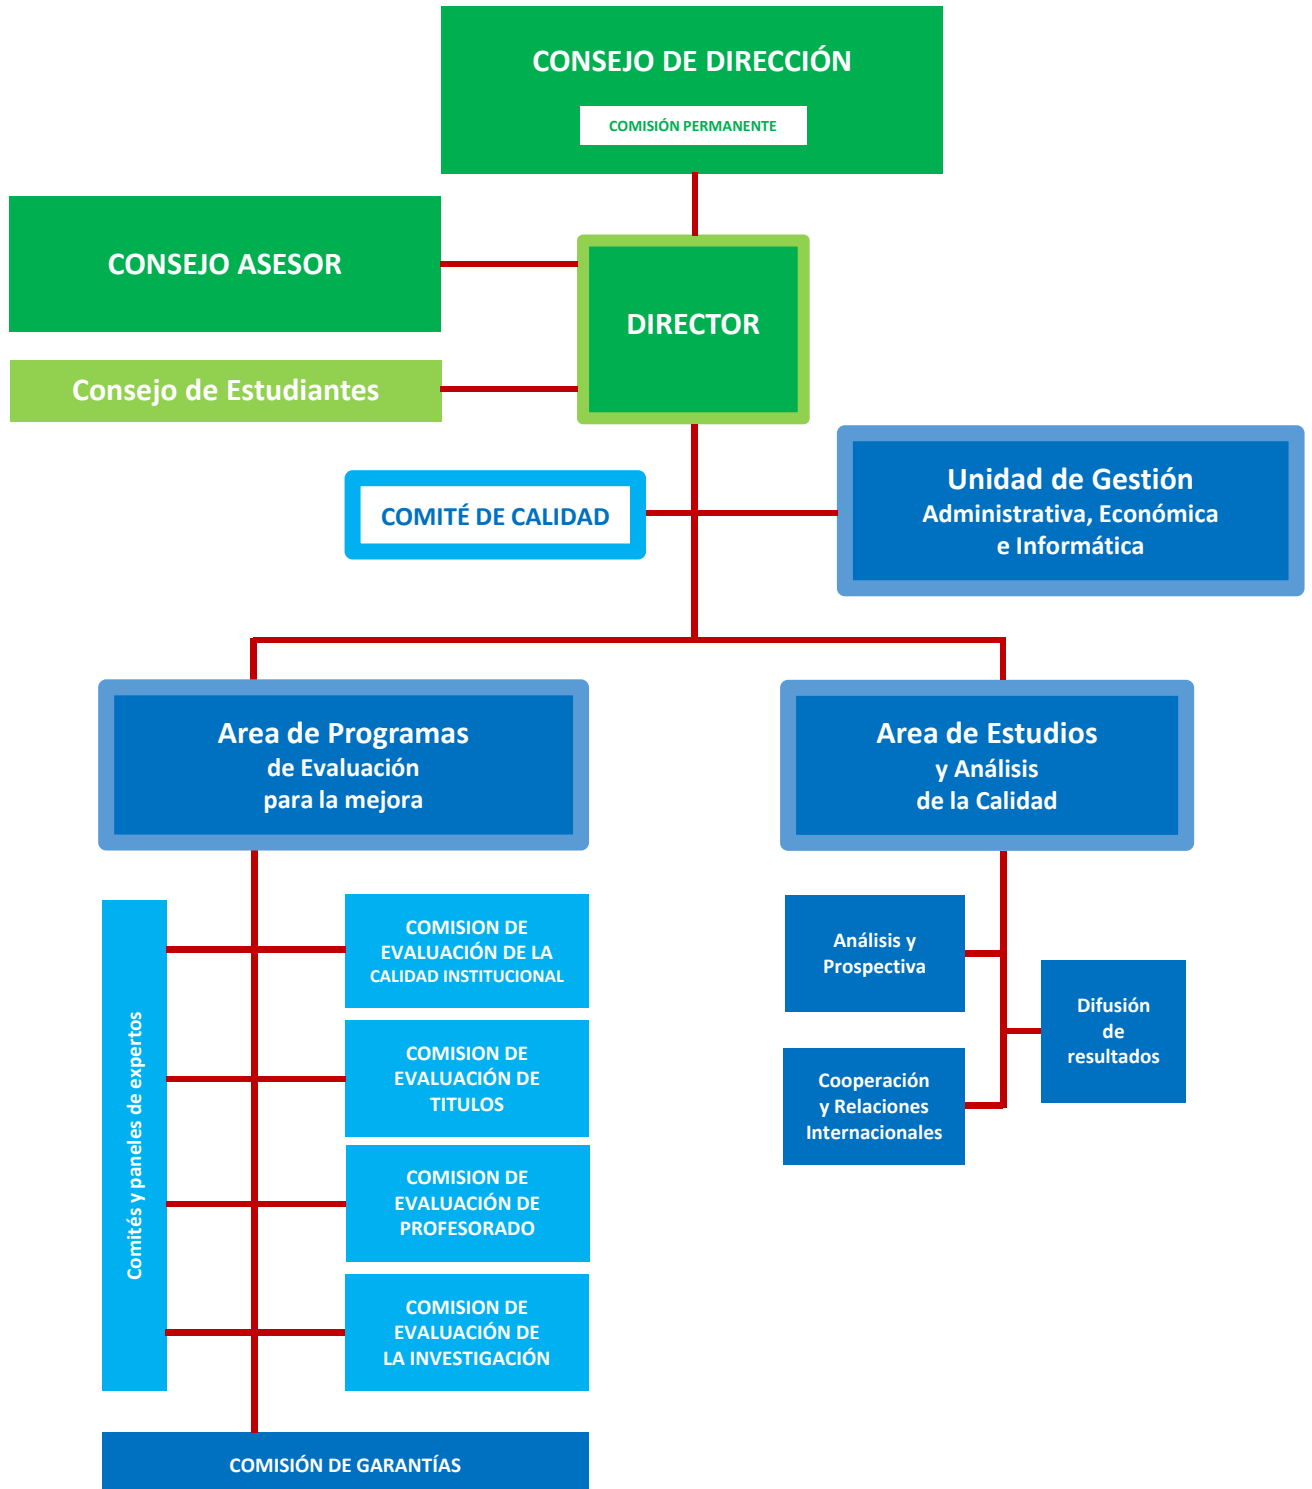 CONSEJO DE DIRECCIÓN
COMISIÓN PERMANENTE
CONSEJO ASESOR
DIRECTOR
Consejo de Estudiantes
COMITÉ DE CALIDAD
Unidad de Gestión
Administrativa, Económica
e Informática
Area de Programas
de Evaluación
para la mejora
Area de Estudios
y Análisis
de la Calidad
Comités y paneles de expertos
COMISION DE
EVALUACIÓN DE LA
CALIDAD INSTITUCIONAL
COMISION DE
EVALUACIÓN DE
TITULOS
COMISION DE
EVALUACIÓN DE
PROFESORADO
COMISION DE
EVALUACIÓN DE
LA INVESTIGACIÓN
COMISIÓN DE GARANTÍAS
Análisis y
Prospectiva
Difusión
de
resultados
Cooperación
y Relaciones
Internacionales